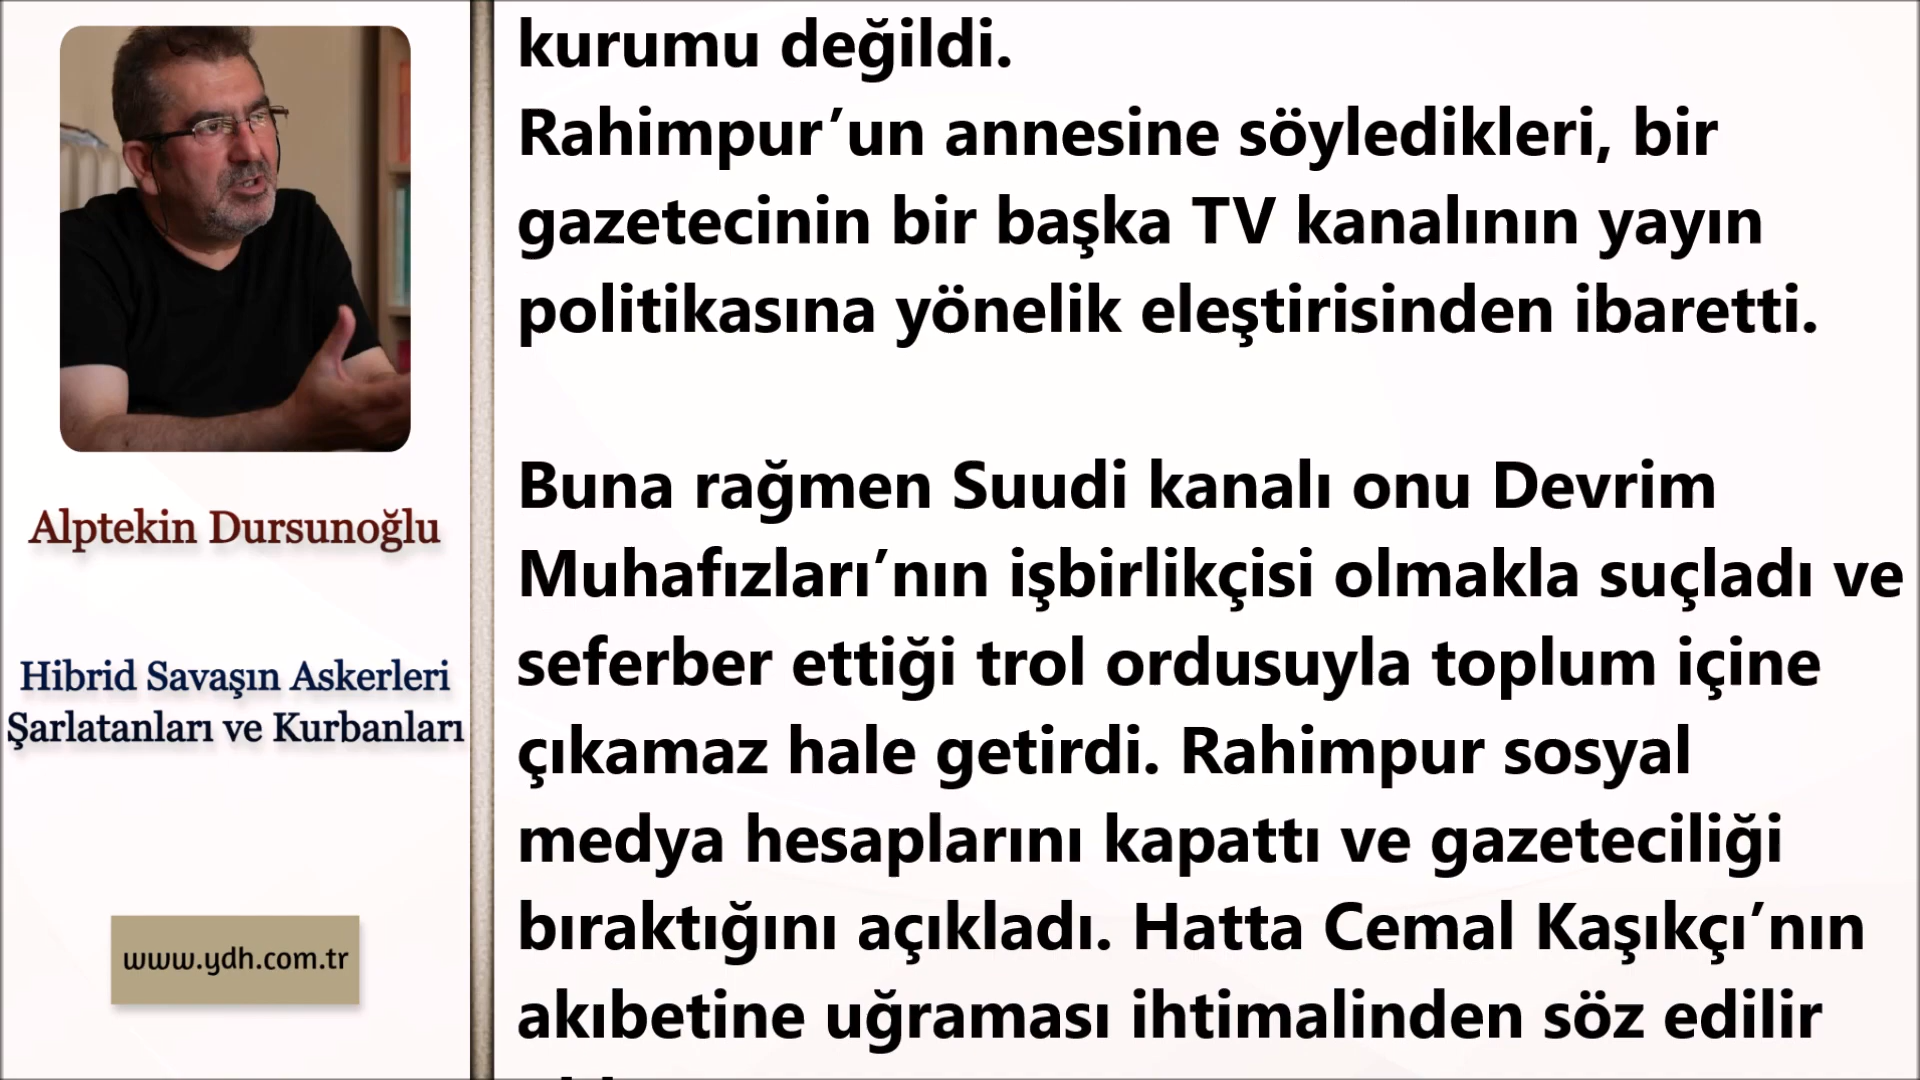 Alptekin Dursunoğlu
Hibrid Savaşın Askerleri
Şarlatanları ve Kurbanları
www.ydh.com.tr
kurumu değildi.
Rahimpur’un annesine söyledikleri, bir
gazetecinin bir başka TV kanalının yayın
politikasına yönelik eleştirisinden ibaretti.
Buna rağmen Suudi kanalı onu Devrim
Muhafızları’nın işbirlikçisi olmakla suçladı ve
seferber ettiği trol ordusuyla toplum içine
çıkamaz hale getirdi. Rahimpur sosyal
medya hesaplarını kapattı ve gazeteciliği
bıraktığını açıkladı. Hatta Cemal Kaşıkçı’nın
akıbetine uğraması ihtimalinden söz edilir